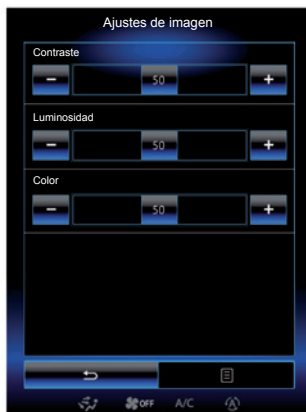 Ajustes de imagen
Contraste
− 50 +
Luminosidad
− 50 +
Color
− 50 +
OFF A/C A